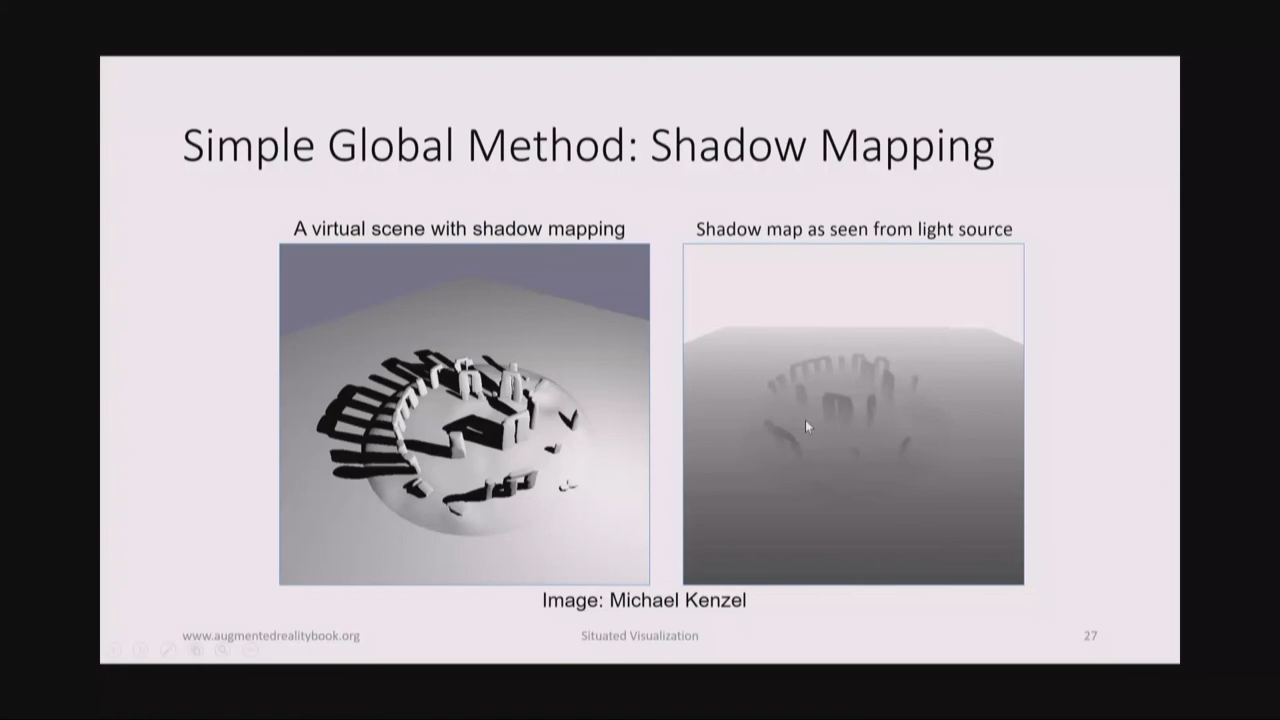 Simple Global Method: Shadow Mapping
A virtual scene with shadow mapping
Shadow map as seen from light source
Image: Michael Kenzel
www.augmentedrealitybook.org
Situated Visualization
27